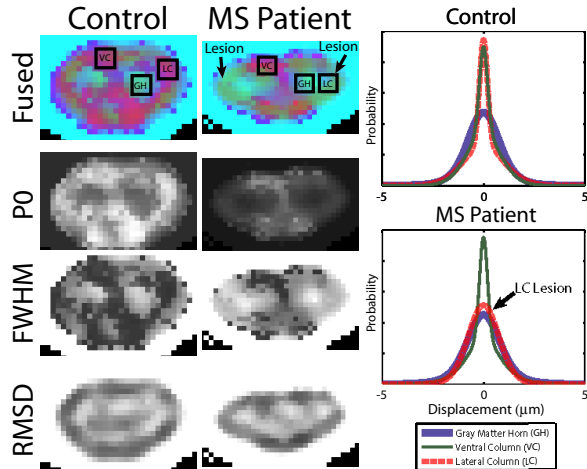 Control
MS Patient
Control
Fused
VC
LC
GH
Lesion
Lesion
VC
GH
LC
P0
FWHM
RMSD
Probability
-5
0
5
MS Patient
Probability
LC Lesion
-5
0
5
Displacement (μm)
Gray Matter Horn (GH)
Ventral Column (VC)
Lateral Column (LC)